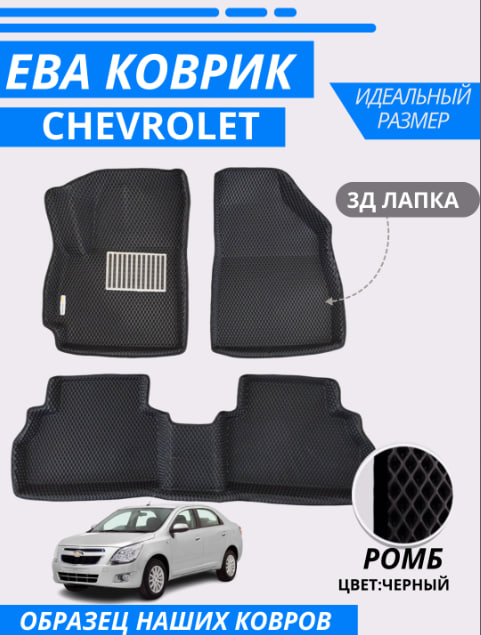 ЕВА КОВРИК
CHEVROLET
ИДЕАЛЬНЫЙ
РАЗМЕР
3Д ЛАПКА
РОМБ
ЦВЕТ:ЧЕРНЫЙ
ОБРАЗЕЦ НАШИХ КОВРОВ